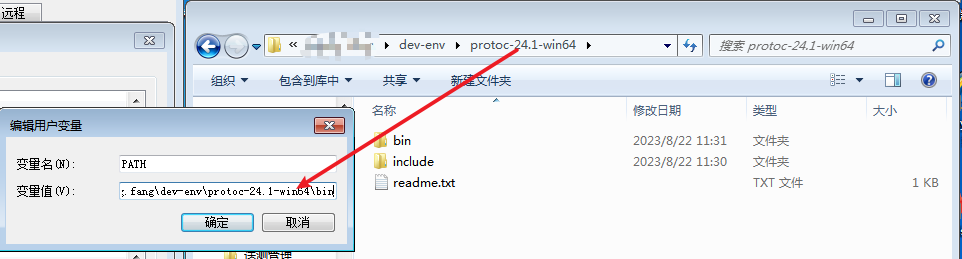 远程
« dev-env protoc-24.1-win64
搜索 protoc-24.1-win64
组织 包含到库中 共享 新建文件夹
名称 修改日期 类型 大小
bin 2023/8/22 11:31 文件夹
include 2023/8/22 11:30 文件夹
readme.txt TXT 文件 1 KB
编辑用户变量
变量名(N): PATH
变量值(V): .fang\dev-env\protoc-24.1-win64\bin
确定 取消